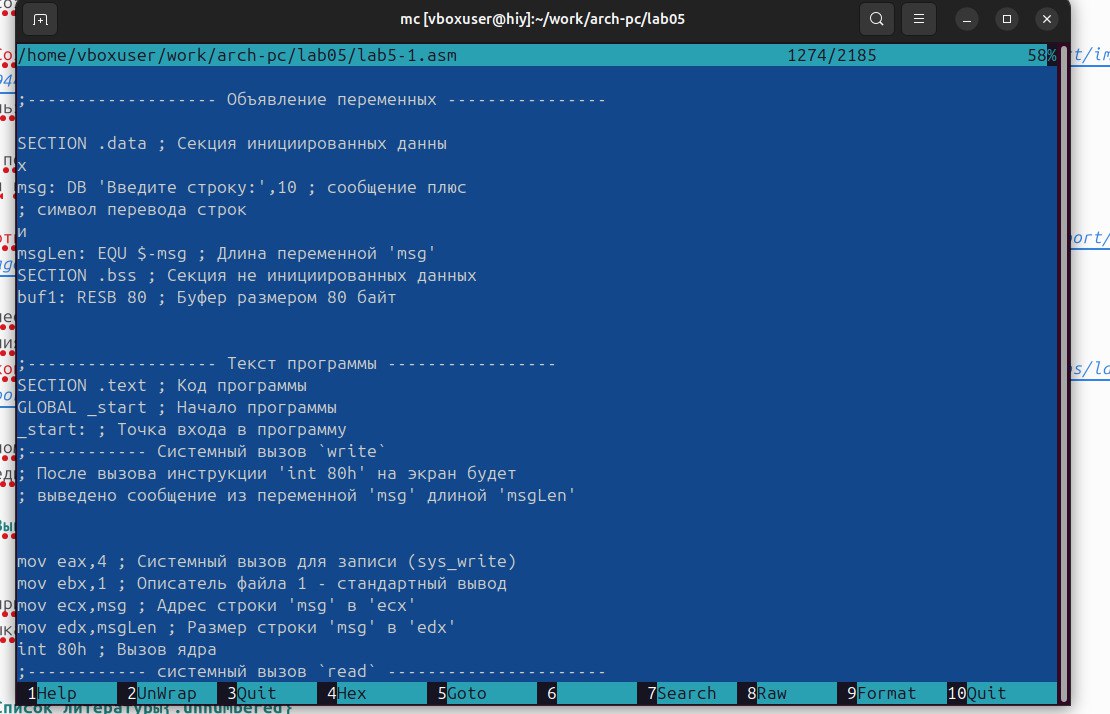 mc [vboxuser@hiy]:~/work/arch-pc/lab05
/home/vboxuser/work/arch-pc/lab05/lab5-1.asm 1274/2185 58%
;------------------- Объявление переменных ----------------
SECTION .data ; Секция инициированных данны
х
msg: DB 'Введите строку:',10 ; сообщение плюс
; символ перевода строк
и
msgLen: EQU $-msg ; Длина переменной 'msg'
SECTION .bss ; Секция не инициированных данных
buf1: RESB 80 ; Буфер размером 80 байт
;------------------- Текст программы -----------------
SECTION .text ; Код программы
GLOBAL _start ; Начало программы
_start: ; Точка входа в программу
;------------ Системный вызов `write`
; После вызова инструкции 'int 80h' на экран будет
; выведено сообщение из переменной 'msg' длиной 'msgLen'
mov eax,4 ; Системный вызов для записи (sys_write)
mov ebx,1 ; Описатель файла 1 - стандартный вывод
mov ecx,msg ; Адрес строки 'msg' в 'ecx'
mov edx,msgLen ; Размер строки 'msg' в 'edx'
int 80h ; Вызов ядра
;------------ системный вызов `read` ----------------------
1Help 2UnWrap 3Quit 4Hex 5Goto 6 7Search 8Raw 9Format 10Quit
Список литературы{.unnumbered}